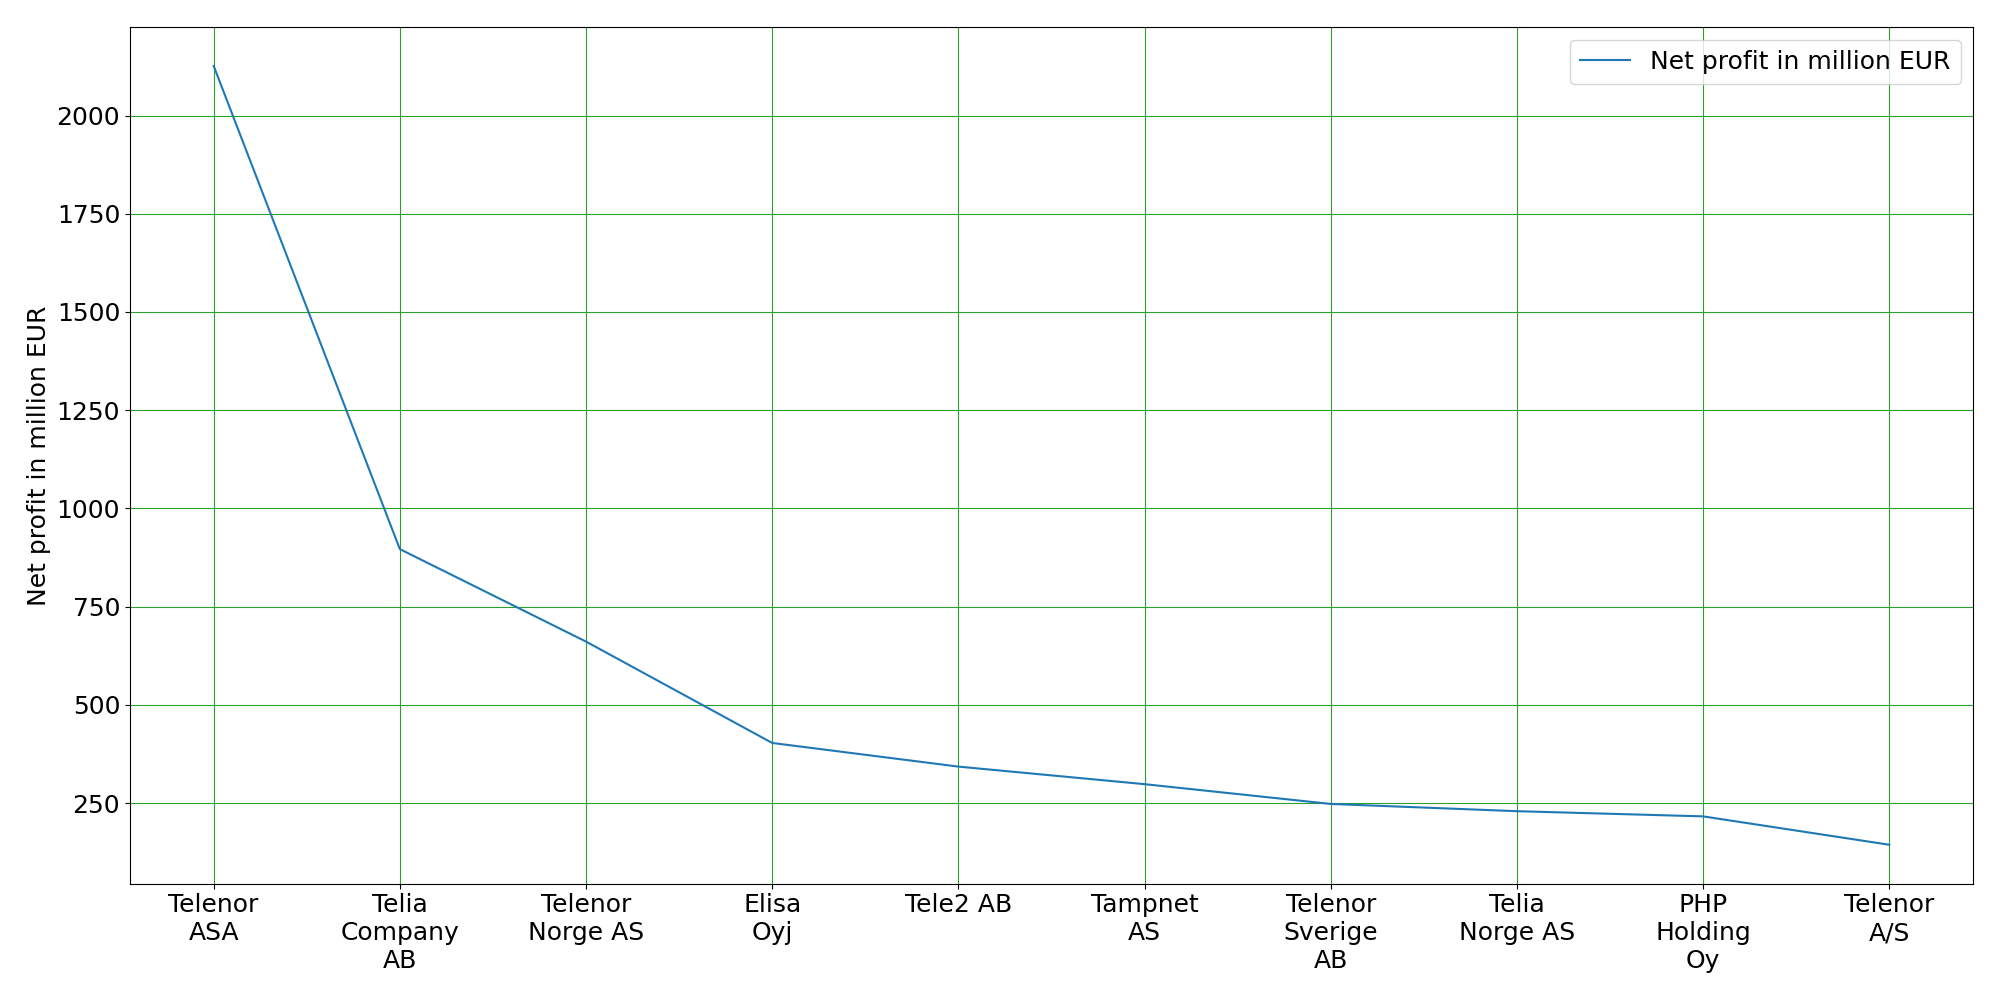 Net profit in million EUR
Net profit in million EUR
2000
1750
1500
1250
1000
750
500
250
Telenor
ASA
Telia
Company
AB
Telenor
Norge AS
Elisa
Oyj
Tele2 AB
Tampnet
AS
Telenor
Sverige
AB
Telia
Norge AS
PHP
Holding
Oy
Telenor
A/S